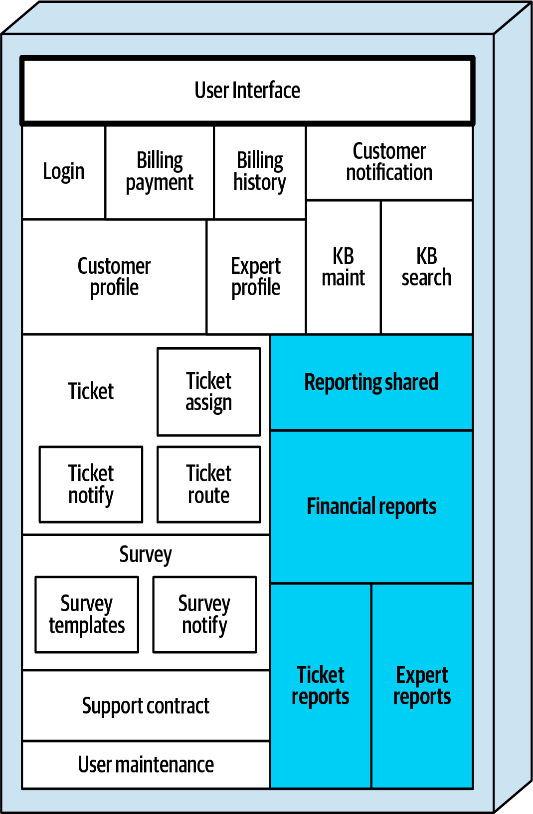 User Interface
Login
Billing
payment
Billing
history
Customer
notification
Customer
profile
Expert
profile
KB
maint
KB
search
Ticket
Ticket
assign
Ticket
notify
Ticket
route
Reporting shared
Financial reports
Survey
Survey
templates
Survey
notify
Ticket
reports
Expert
reports
Support contract
User maintenance